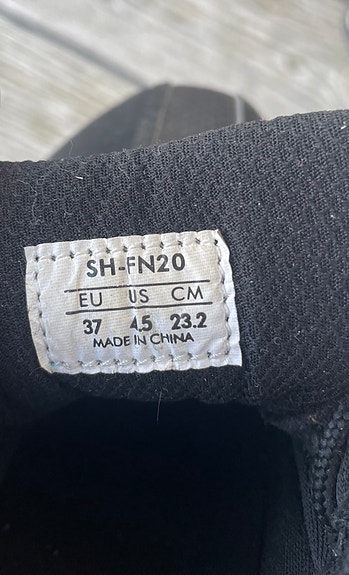 SH-FN20
EU US CM
37 4.5 23.2
MADE IN CHINA